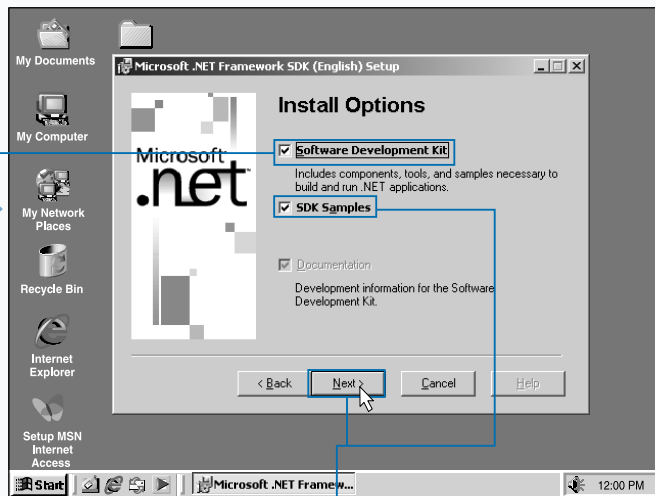 My Documents
My Computer
My Network
Places
Recycle Bin
Internet
Explorer
Setup MSN
Internet
Access
Microsoft .NET Framework SDK (English) Setup
Microsoft
.net
Install Options
Software Development Kit
Includes components, tools, and samples necessary to
build and run .NET applications.
SDK Samples
Documentation
Development information for the Software
Development Kit.
< Back
Next >
Cancel
Help
Start
Microsoft .NET Framew...
12:00 PM